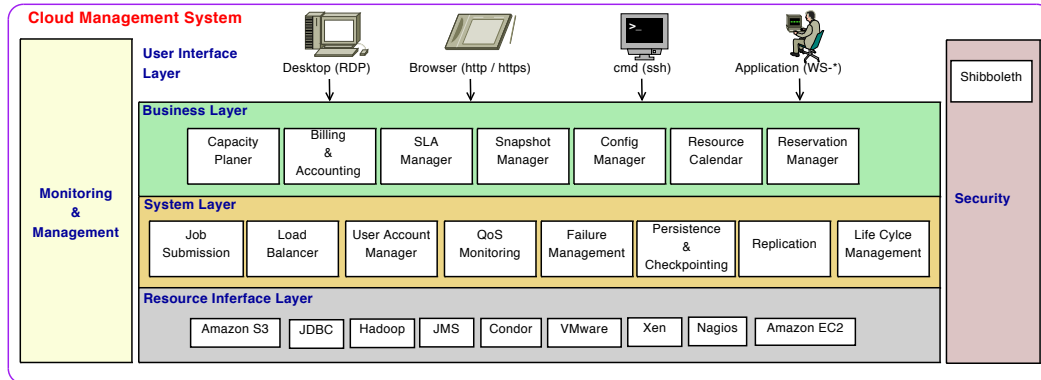 Cloud Management System
User Interface
Layer
>_
Desktop (RDP)
Browser (http / https)
cmd (ssh)
Application (WS-*)
Monitoring
&
Management
Business Layer
Capacity
Planer
Billing
&
Accounting
SLA
Manager
Snapshot
Manager
Config
Manager
Resource
Calendar
Reservation
Manager
System Layer
Job
Submission
Load
Balancer
User Account
Manager
QoS
Monitoring
Failure
Management
Persistence
&
Checkpointing
Replication
Life Cylce
Management
Resource Inferface Layer
Amazon S3
JDBC
Hadoop
JMS
Condor
VMware
Xen
Nagios
Amazon EC2
Shibboleth
Security